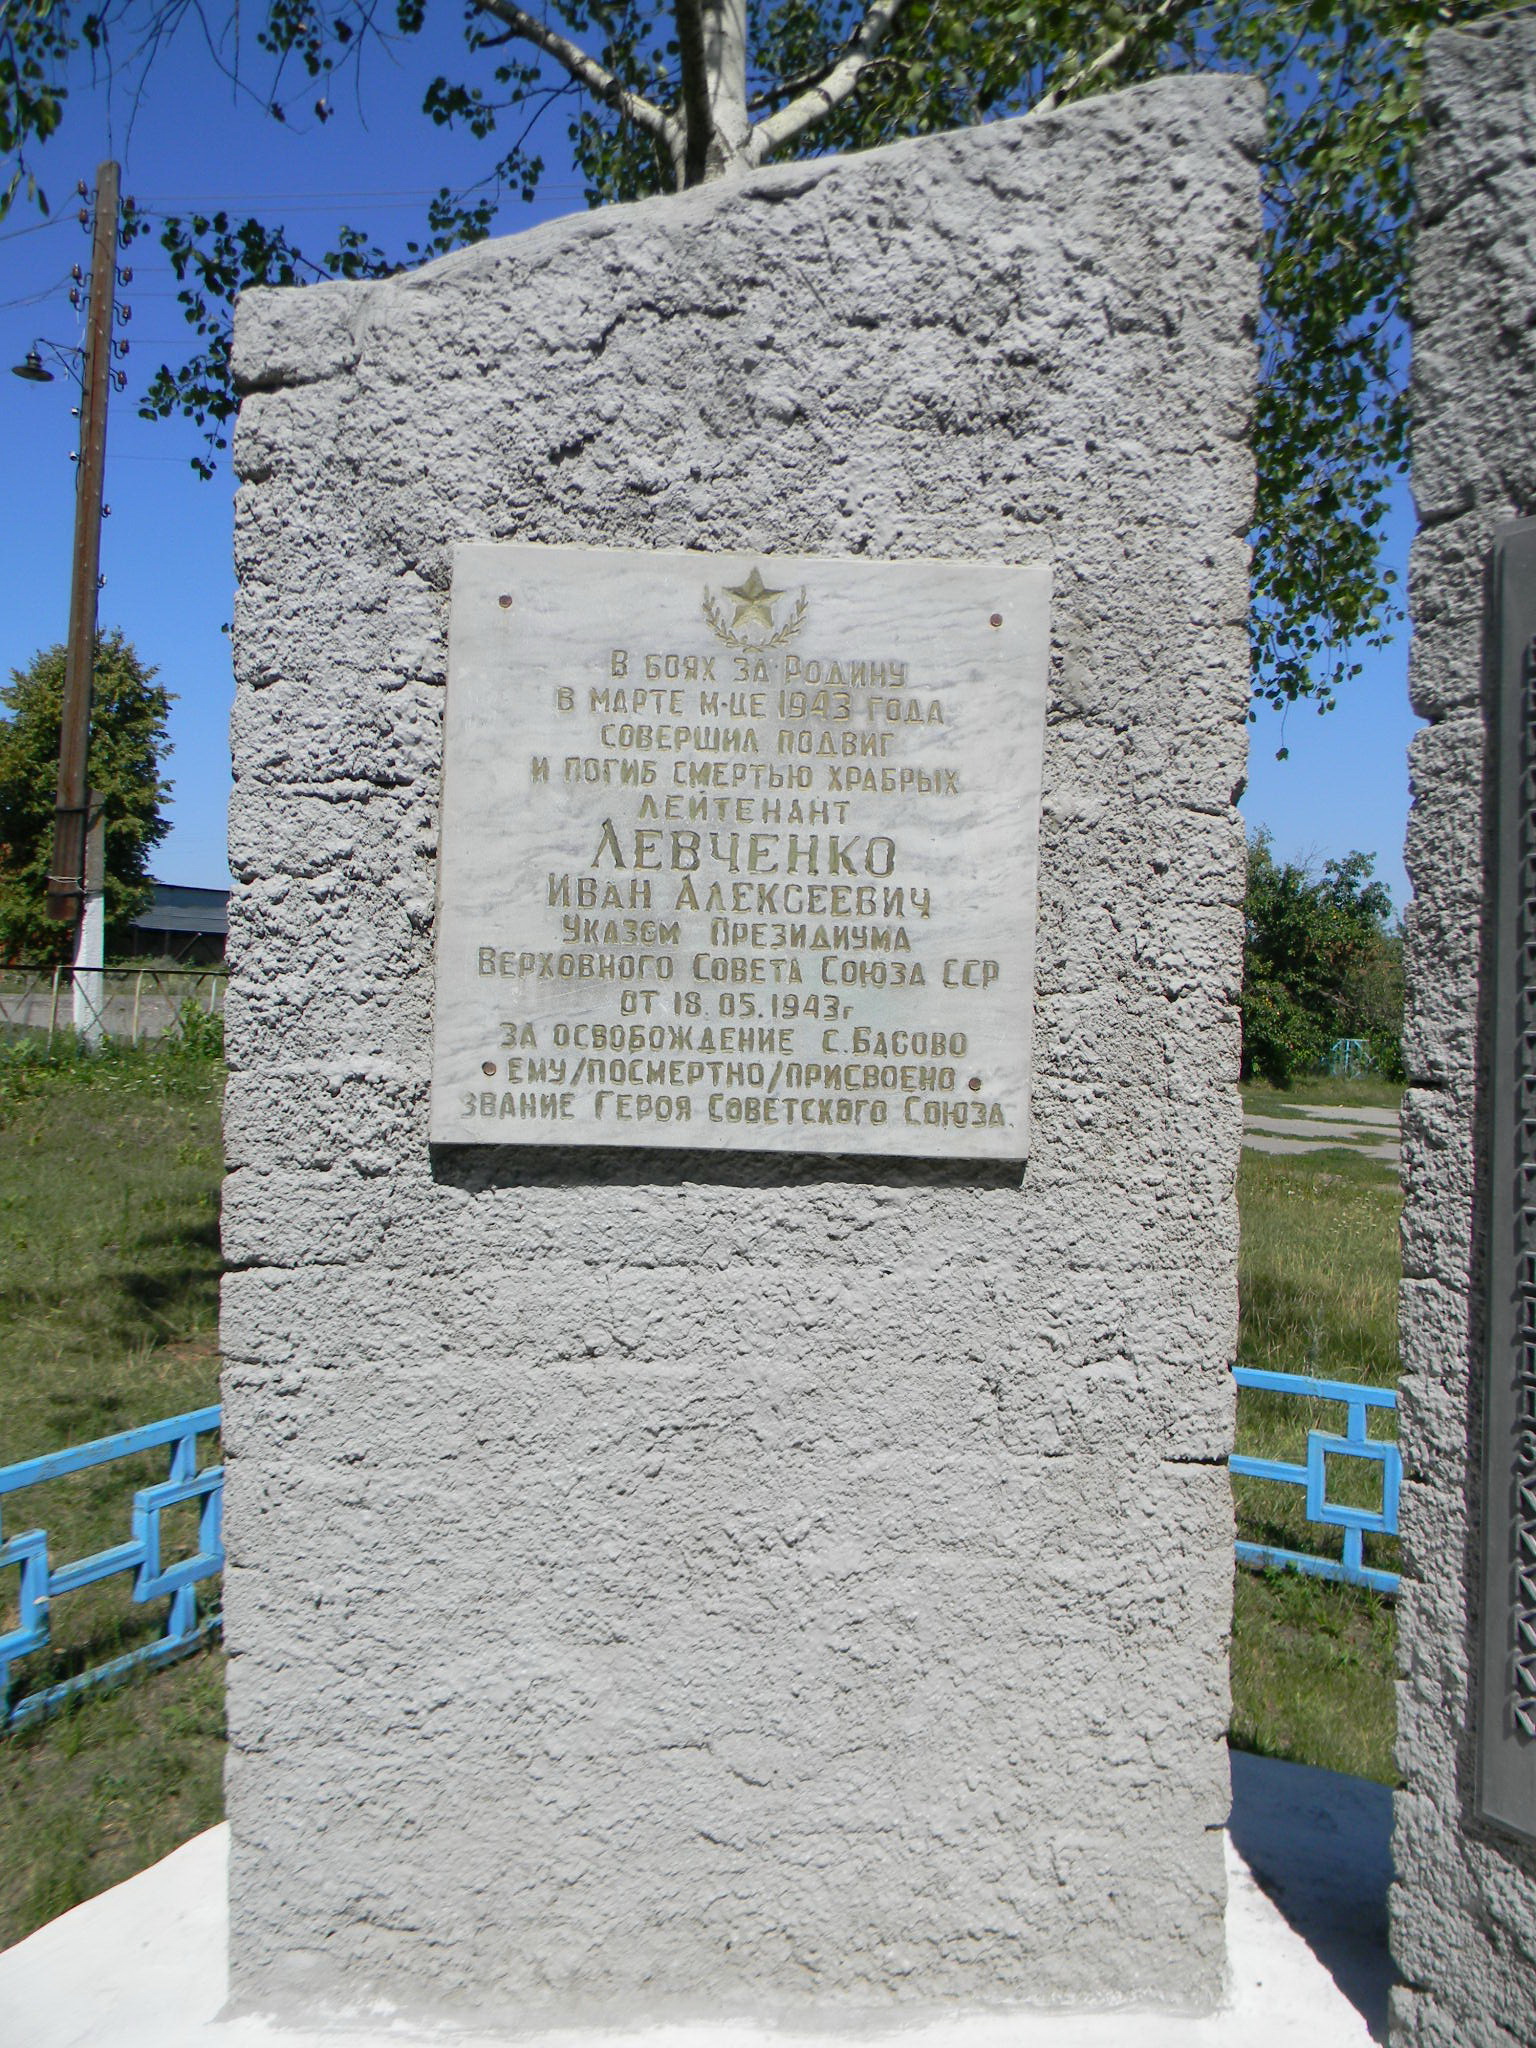 В БОЯХ ЗА РОДИНУ
В МАРТЕ М-ЦЕ 1943 ГОДА
СОВЕРШИЛ ПОДВИГ
И ПОГИБ СМЕРТЬЮ ХРАБРЫХ
ЛЕЙТЕНАНТ
ЛЕВЧЕНКО
ИВАН АЛЕКСЕЕВИЧ
УКАЗОМ ПРЕЗИДИУМА
ВЕРХОВНОГО СОВЕТА СОЮЗА ССР
ОТ 18.05.1943г
ЗА ОСВОБОЖДЕНИЕ С.БАСОВО
ЕМУ/ПОСМЕРТНО/ПРИСВОЕНО
ЗВАНИЕ ГЕРОЯ СОВЕТСКОГО СОЮЗА.